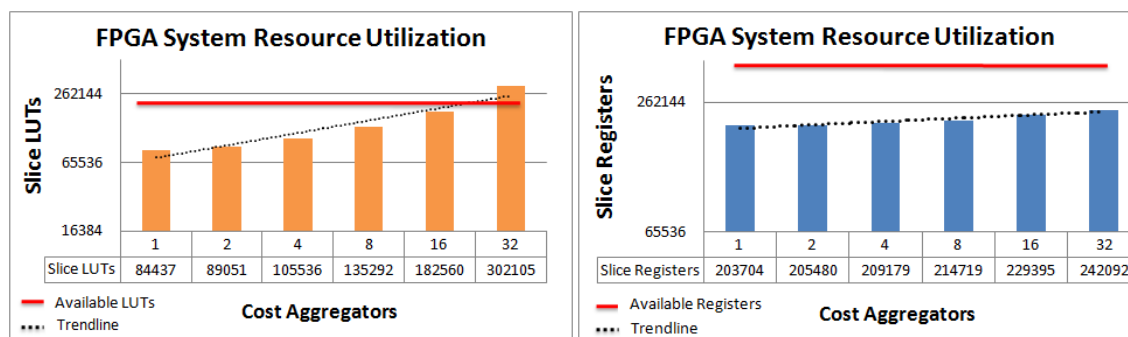 FPGA System Resource Utilization
Slice LUTs
262144
65536
16384
1 2 4 8 16 32
Slice LUTs 84437 89051 105536 135292 182560 302105
Available LUTs
Trendline
Cost Aggregators
FPGA System Resource Utilization
Slice Registers
262144
65536
1 2 4 8 16 32
Slice Registers 203704 205480 209179 214719 229395 242092
Available Registers
Trendline
Cost Aggregators